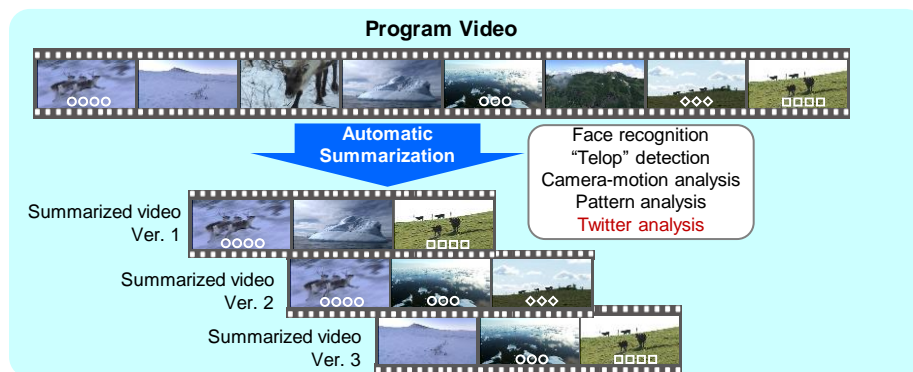 Program Video
○○○○ ○○○ ◇◇◇ □□□□
Automatic
Summarization
Face recognition
“Telop” detection
Camera-motion analysis
Pattern analysis
Twitter analysis
Summarized video
Ver. 1
○○○○ □□□□
Summarized video
Ver. 2
○○○○ ○○○ ◇◇◇
Summarized video
Ver. 3
○○○ □□□□